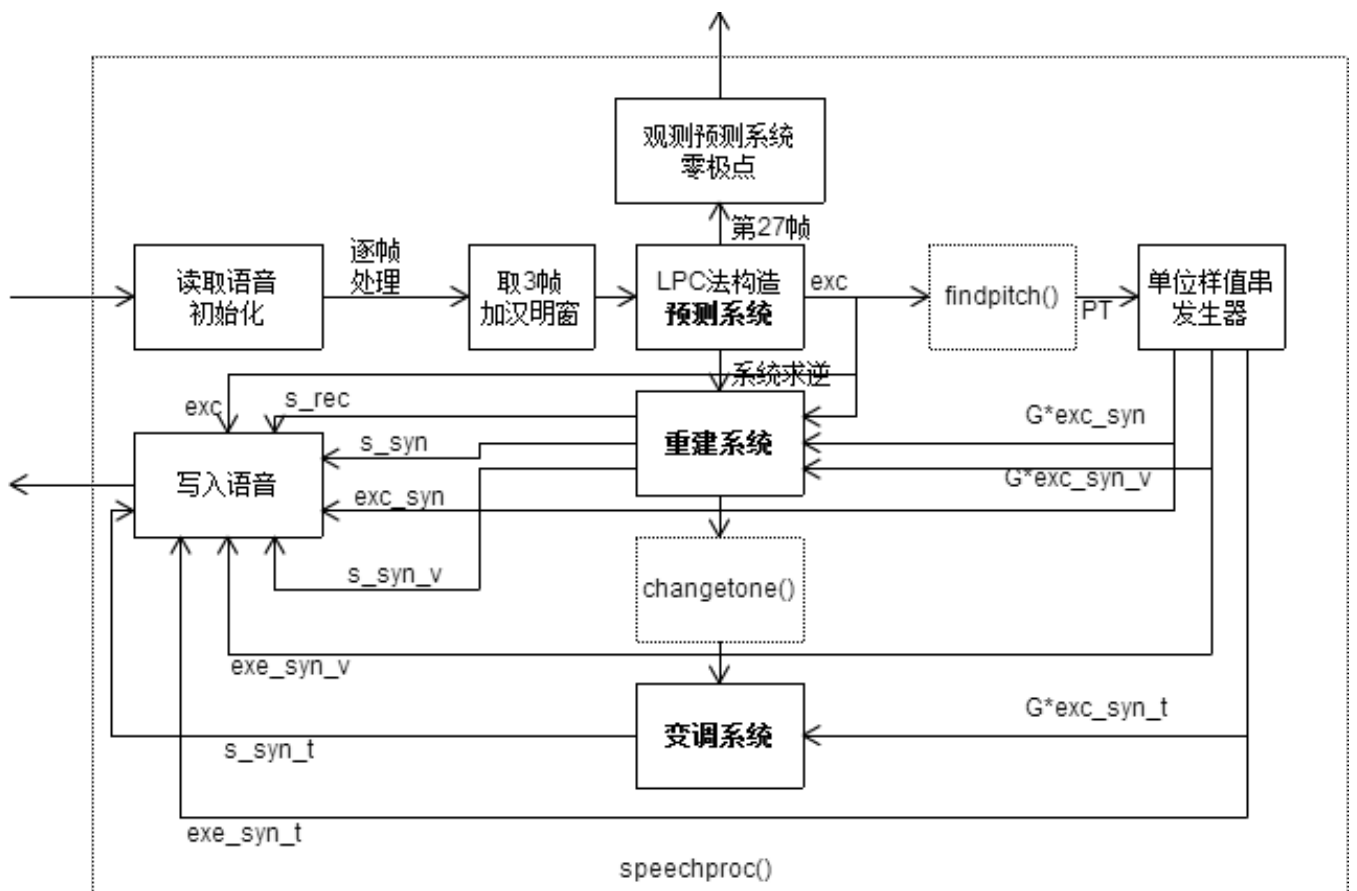 观测预测系统
零极点
第27帧
逐帧
处理
读取语音
初始化
取3帧
加汉明窗
LPC法构造
预测系统
exc
findpitch()
PT
单位样值串
发生器
系统求逆
exc
s_rec
G*exc_syn
s_syn
重建系统
写入语音
G*exc_syn_v
exc_syn
s_syn_v
changetone()
exe_syn_v
G*exc_syn_t
变调系统
s_syn_t
exe_syn_t
speechproc()